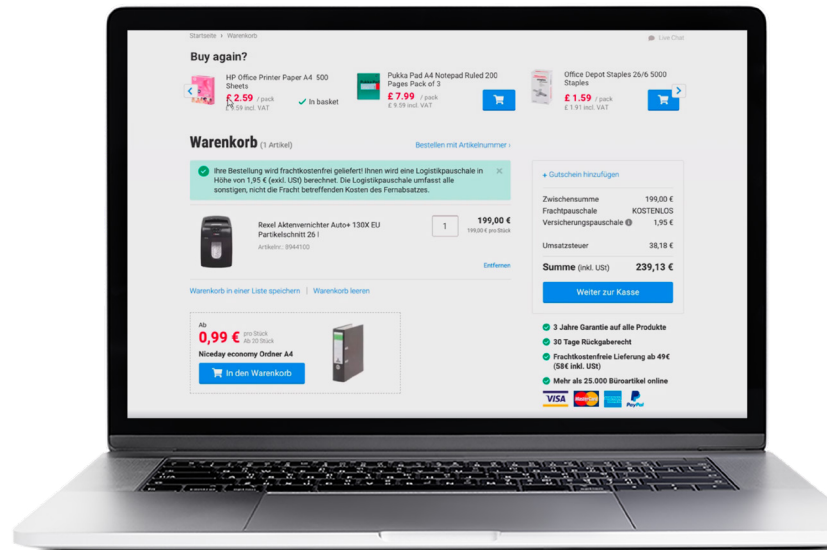 Startseite › Warenkorb
Live Chat
Buy again?
HP Office Printer Paper A4 500
Sheets
£ 2.59 / pack
£ 3.59 incl. VAT
In basket
Pukka Pad A4 Notepad Ruled 200
Pages Pack of 3
£ 7.99 / pack
£ 9.59 incl. VAT
Office Depot Staples 26/6 5000
Staples
£ 1.59 / pack
£ 1.91 incl. VAT
Warenkorb (1 Artikel)
Bestellen mit Artikelnummer ›
Ihre Bestellung wird frachtkostenfrei geliefert! Ihnen wird eine Logistikpauschale in
Höhe von 1,95 € (exkl. USt) berechnet. Die Logistikpauschale umfasst alle
sonstigen, nicht die Fracht betreffenden Kosten des Fernabsatzes.
Rexel Aktenvernichter Auto+ 130X EU
Partikelschnitt 26 l
Artikelnr.: 9944100
1
199,00 €
199,00 € pro Stück
Entfernen
Warenkorb in einer Liste speichern | Warenkorb leeren
+ Gutschein hinzufügen
Zwischensumme 199,00 €
Frachtpauschale KOSTENLOS
Versicherungspauschale 1,95 €
Umsatzsteuer 38,18 €
Summe (inkl. USt) 239,13 €
Weiter zur Kasse
Ab
0,99 € pro Stück
Ab 20 Stück
Niceday economy Ordner A4
In den Warenkorb
3 Jahre Garantie auf alle Produkte
30 Tage Rückgaberecht
Frachtkostenfreie Lieferung ab 49€
(58€ inkl. USt)
Mehr als 25.000 Büroartikel online
VISA
MasterCard
PayPal